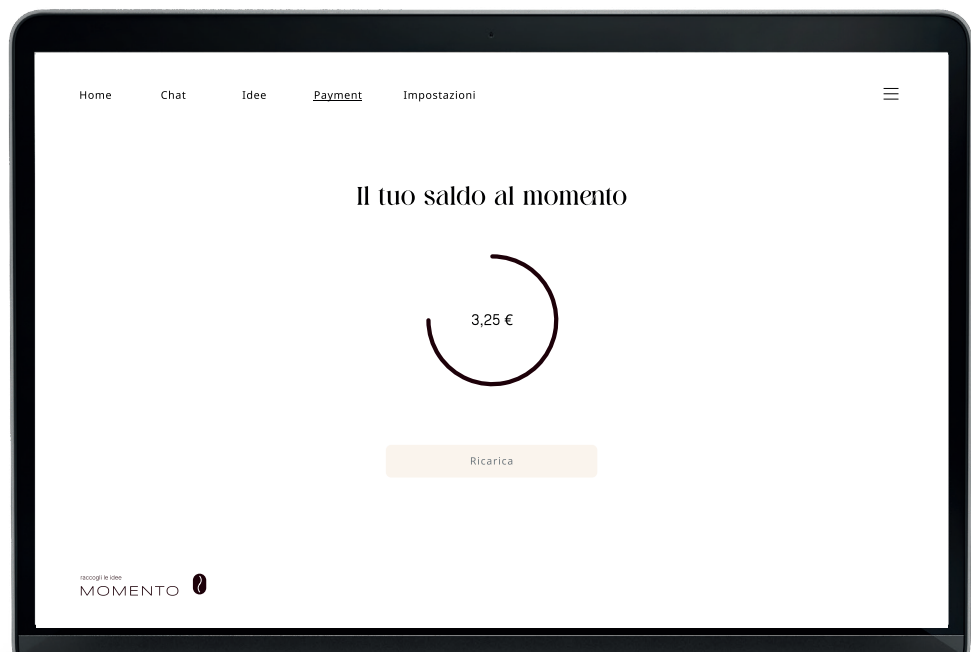 Home Chat Idee Payment Impostazioni
Il tuo saldo al momento
3,25 €
Ricarica
raccogli le idee
MOMENTO